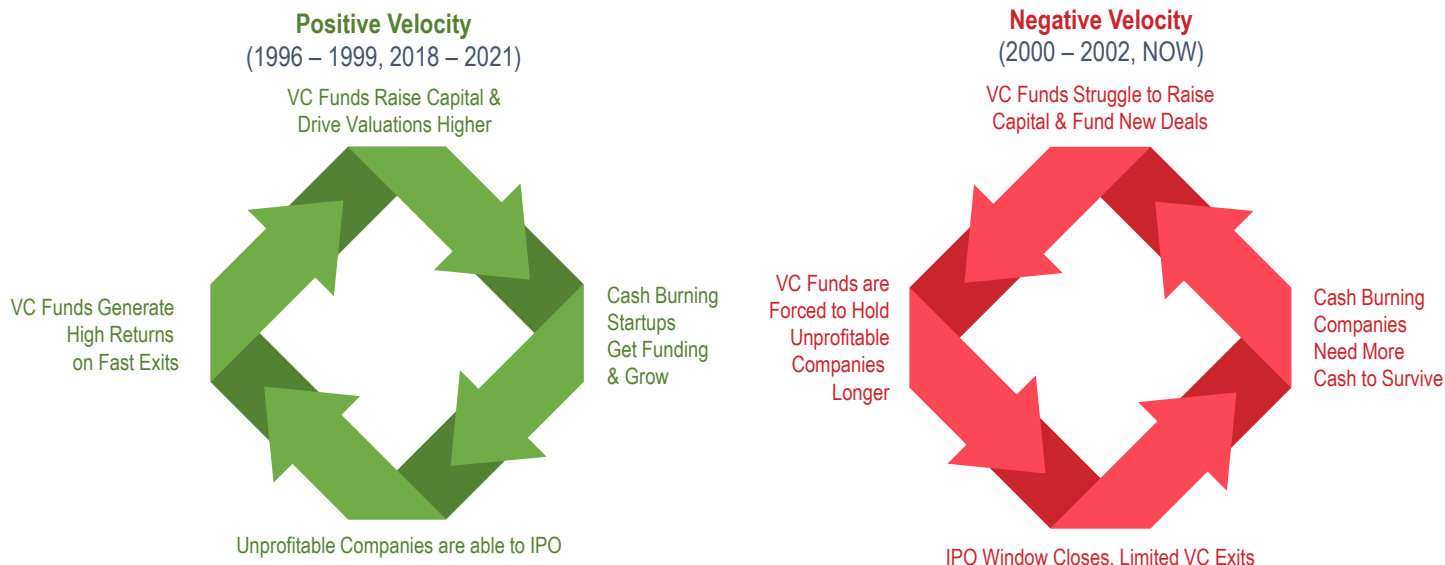 Positive Velocity
(1996 – 1999, 2018 – 2021)
VC Funds Raise Capital &
Drive Valuations Higher
Cash Burning
Startups
Get Funding
& Grow
Unprofitable Companies are able to IPO
VC Funds Generate
High Returns
on Fast Exits
Negative Velocity
(2000 – 2002, NOW)
VC Funds Struggle to Raise
Capital & Fund New Deals
VC Funds are
Forced to Hold
Unprofitable
Companies
Longer
IPO Window Closes, Limited VC Exits
Cash Burning
Companies
Need More
Cash to Survive